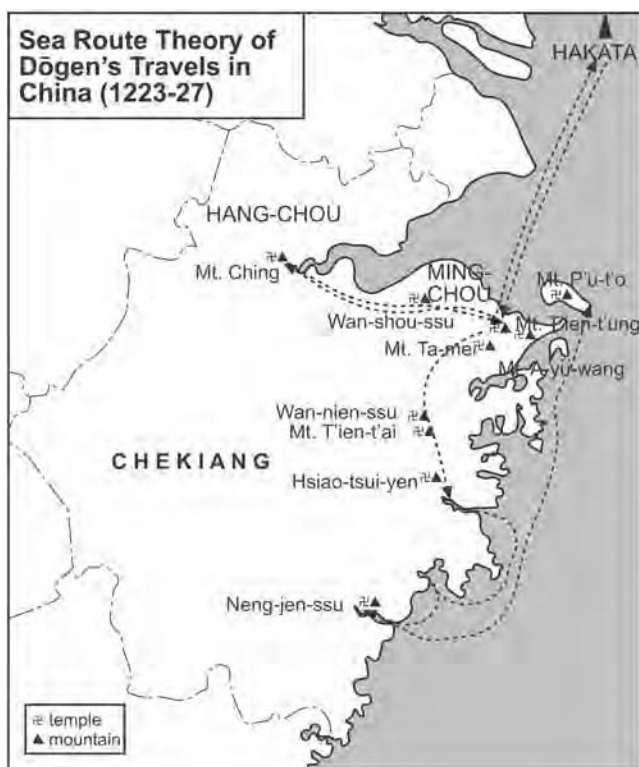 Sea Route Theory of
Dōgen's Travels in
China (1223-27)
HAKATA
HANG-CHOU
Mt. Ching
MING-
CHOU
Mt. P'u-t'o
Wan-shou-ssu
Mt. T'ien-t'ung
Mt. Ta-mei
Mt. A-yu-wang
Wan-nien-ssu
Mt. T'ien-t'ai
CHEKIANG
Hsiao-tsui-yen
Neng-jen-ssu
卍 temple
▲ mountain